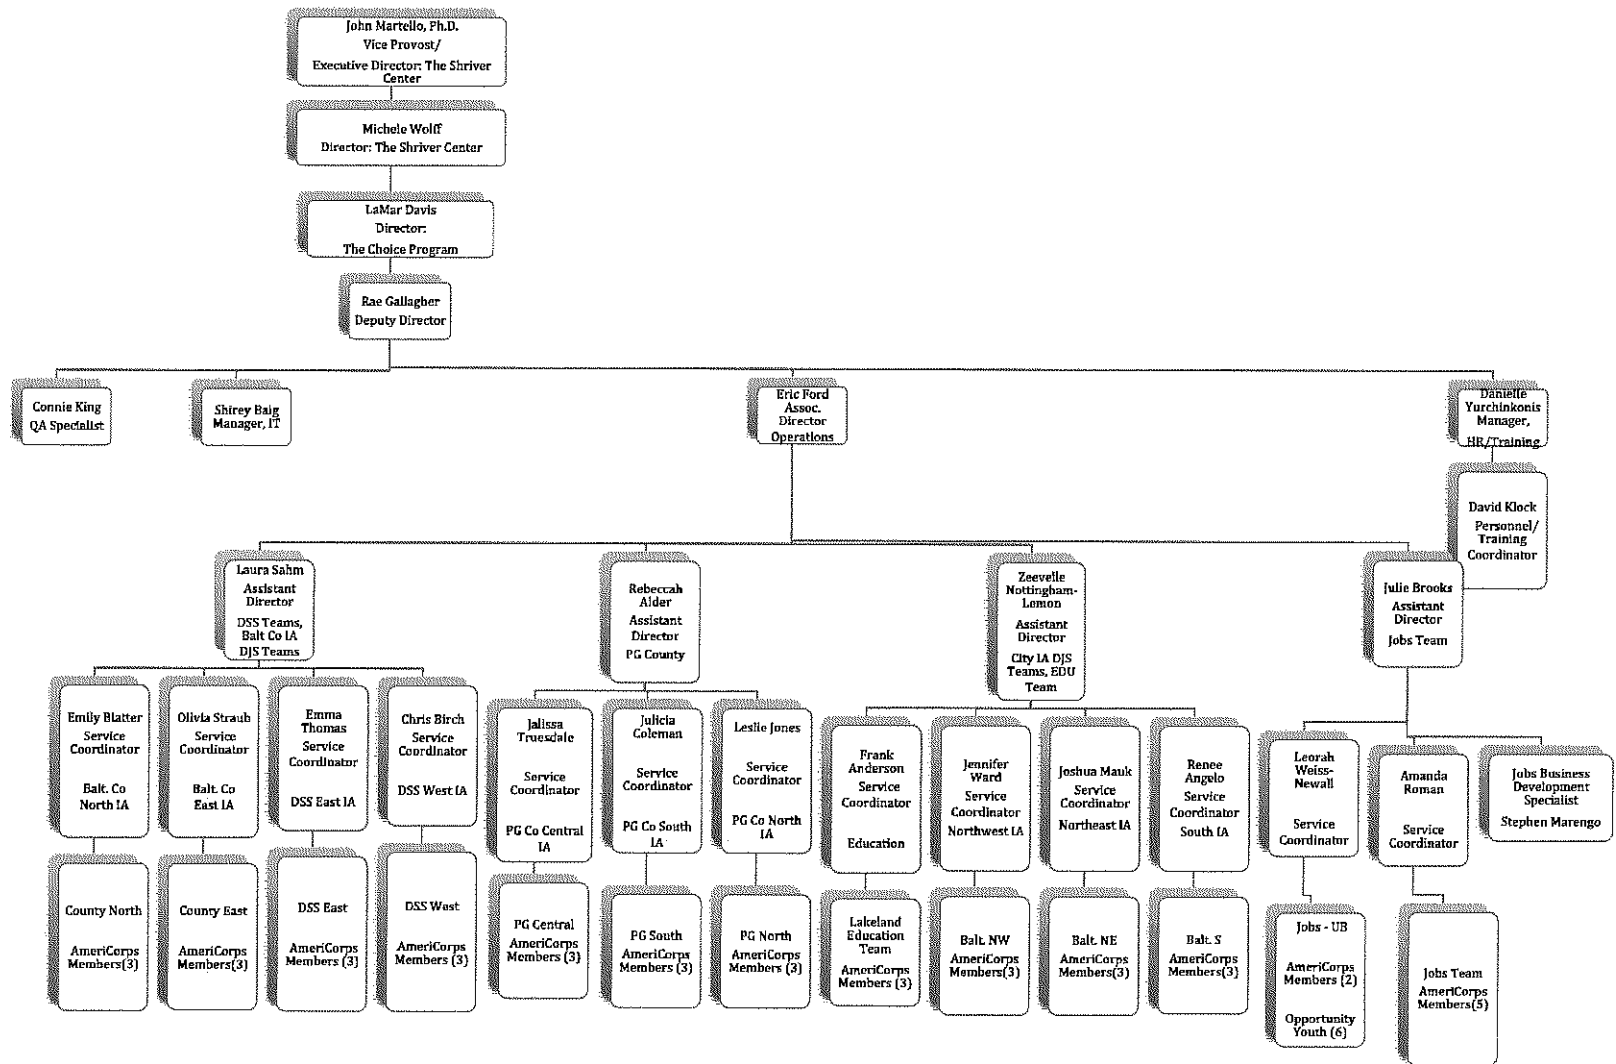 John Martello, Ph.D.
Vice Provost/
Executive Director: The Shriver
Center
Michele Wolff
Director: The Shriver Center
LaMar Davis
Director:
The Choice Program
Rae Gallagher
Deputy Director
Connie King
QA Specialist
Shirey Baig
Manager, IT
Eric Ford
Assoc.
Director
Operations
Danielle
Yurchinkonis
Manager,
HR/Training
David Klock
Personnel/
Training
Coordinator
Laura Sahm
Assistant
Director
DSS Teams,
Balt Co IA
DJS Teams
Rebeccah
Alder
Assistant
Director
PG County
Zeevelle
Nottingham-
Lemon
Assistant
Director
City IA DJS
Teams, EDU
Team
Julie Brooks
Assistant
Director
Jobs Team
Emily Blatter
Service
Coordinator
Balt. Co
North IA
Olivia Straub
Service
Coordinator
Balt. Co
East IA
Emma
Thomas
Service
Coordinator
DSS East IA
Chris Birch
Service
Coordinator
DSS West IA
Jalissa
Truesdale
Service
Coordinator
PG Co Central
IA
Julicia
Coleman
Service
Coordinator
PG Co South
IA
Leslie Jones
Service
Coordinator
PG Co North
IA
Frank
Anderson
Service
Coordinator
Education
Jennifer
Ward
Service
Coordinator
Northwest IA
Joshua Mauk
Service
Coordinator
Northeast IA
Renee
Angelo
Service
Coordinator
South IA
Leorah
Weiss-
Newall
Service
Coordinator
Amanda
Roman
Service
Coordinator
Jobs Business
Development
Specialist
Stephen Marengo
County North
AmeriCorps
Members(3)
County East
AmeriCorps
Members(3)
DSS East
AmeriCorps
Members (3)
DSS West
AmeriCorps
Members (3)
PG Central
AmeriCorps
Members (3)
PG South
AmeriCorps
Members (3)
PG North
AmeriCorps
Members (3)
Lakeland
Education
Team
AmeriCorps
Members (3)
Balt. NW
AmeriCorps
Members(3)
Balt. NE
AmeriCorps
Members(3)
Balt. S
AmeriCorps
Members(3)
Jobs - UB
AmeriCorps
Members (2)
Opportunity
Youth (6)
Jobs Team
AmeriCorps
Members(5)